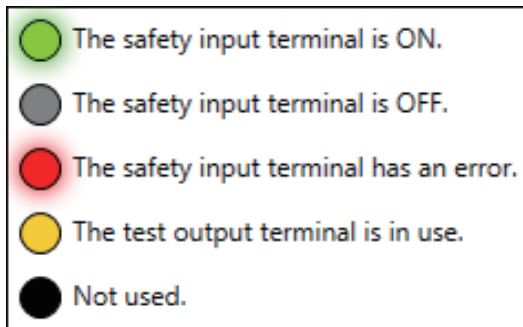 The safety input terminal is ON.
The safety input terminal is OFF.
The safety input terminal has an error.
The test output terminal is in use.
Not used.